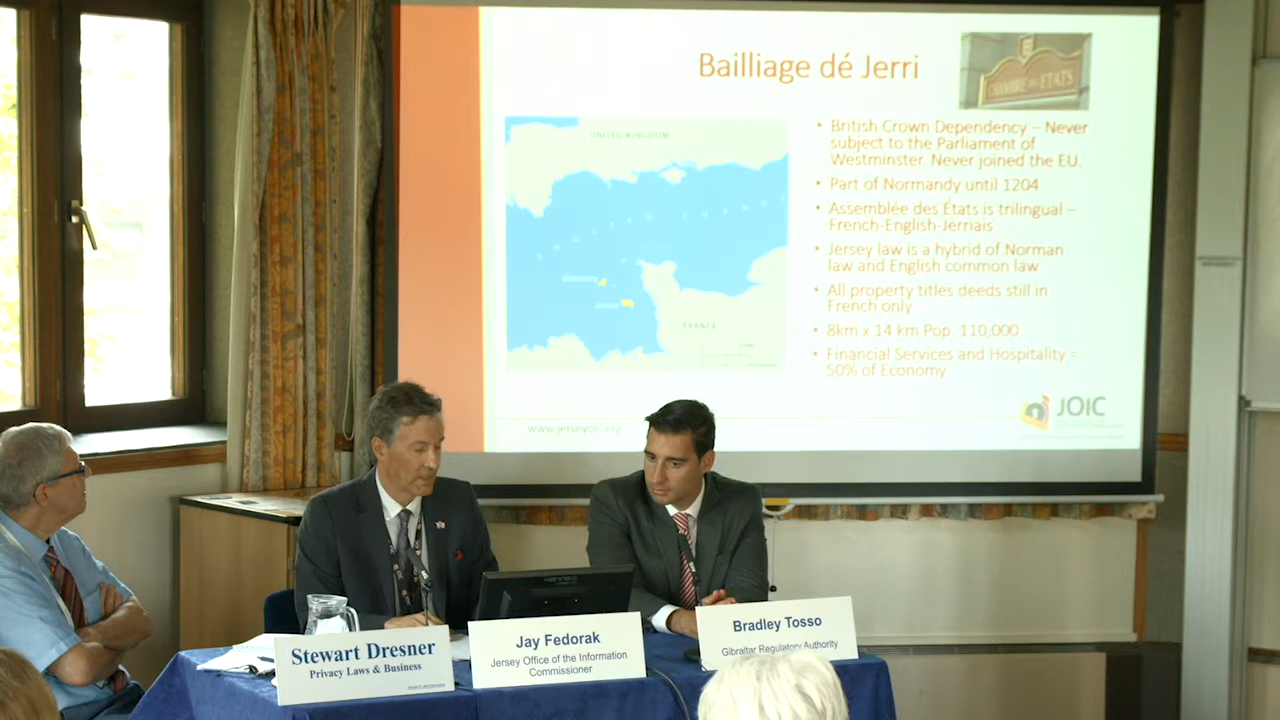 Bailliage dé Jerri
CHAMBRE DES ETATS
UNITED KINGDOM
Guernsey
Jersey
FRANCE
• British Crown Dependency – Never
subject to the Parliament of
Westminster. Never joined the EU.
• Part of Normandy until 1204
• Assemblée des États is trilingual –
French-English-Jerriais
• Jersey law is a hybrid of Norman
law and English common law
• All property titles deeds still in
French only
• 8km x 14 km Pop. 110,000
• Financial Services and Hospitality =
50% of Economy
www.jerseyoic.org
JOIC
Stewart Dresner
Privacy Laws & Business
Jay Fedorak
Jersey Office of the Information
Commissioner
Bradley Tosso
Gibraltar Regulatory Authority